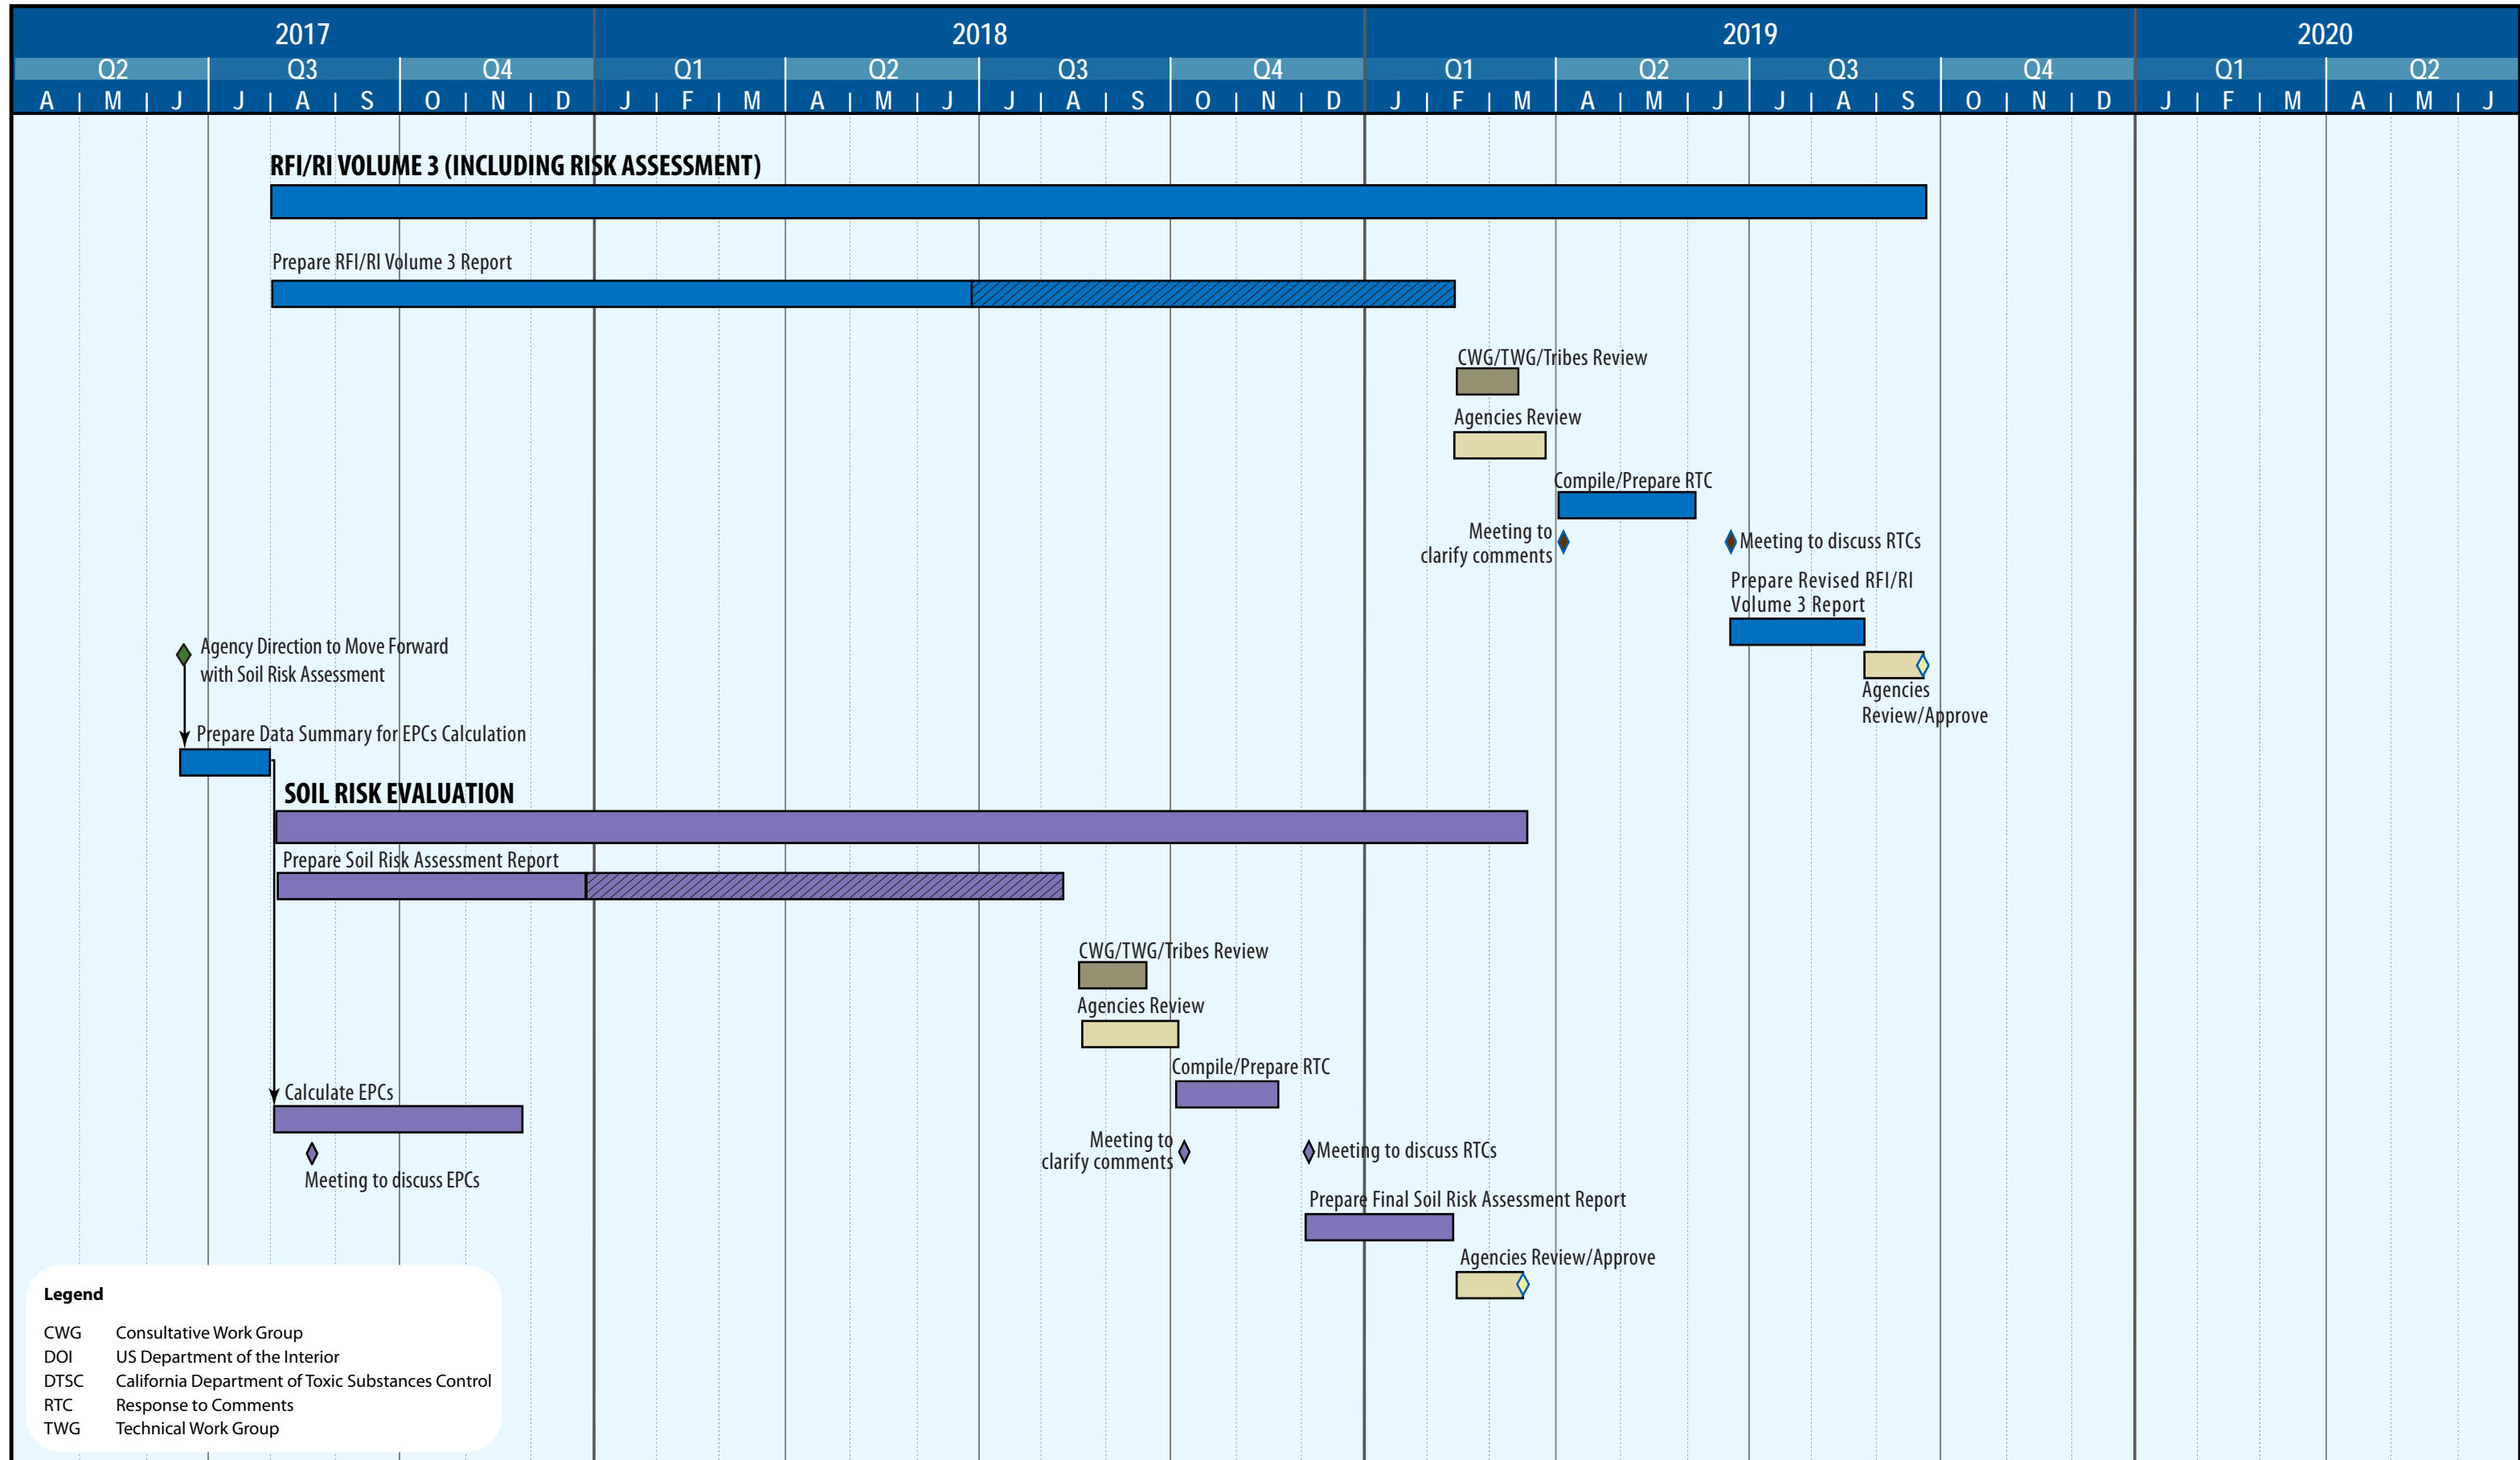 2017 2018 2019 2020
Q2 Q3 Q4 Q1 Q2 Q3 Q4 Q1 Q2 Q3 Q4 Q1 Q2
A M J J A S O N D J F M A M J J A S O N D J F M A M J J A S O N D J F M A M J
RFI/RI VOLUME 3 (INCLUDING RISK ASSESSMENT)
Prepare RFI/RI Volume 3 Report
CWG/TWG/Tribes Review
Agencies Review
Compile/Prepare RTC
Meeting to
clarify comments
Meeting to discuss RTCs
Prepare Revised RFI/RI
Volume 3 Report
Agencies
Review/Approve
Agency Direction to Move Forward
with Soil Risk Assessment
Prepare Data Summary for EPCs Calculation
SOIL RISK EVALUATION
Prepare Soil Risk Assessment Report
CWG/TWG/Tribes Review
Agencies Review
Compile/Prepare RTC
Calculate EPCs
Meeting to discuss EPCs
Meeting to
clarify comments
Meeting to discuss RTCs
Prepare Final Soil Risk Assessment Report
Agencies Review/Approve
Legend
CWG Consultative Work Group
DOI US Department of the Interior
DTSC California Department of Toxic Substances Control
RTC Response to Comments
TWG Technical Work Group